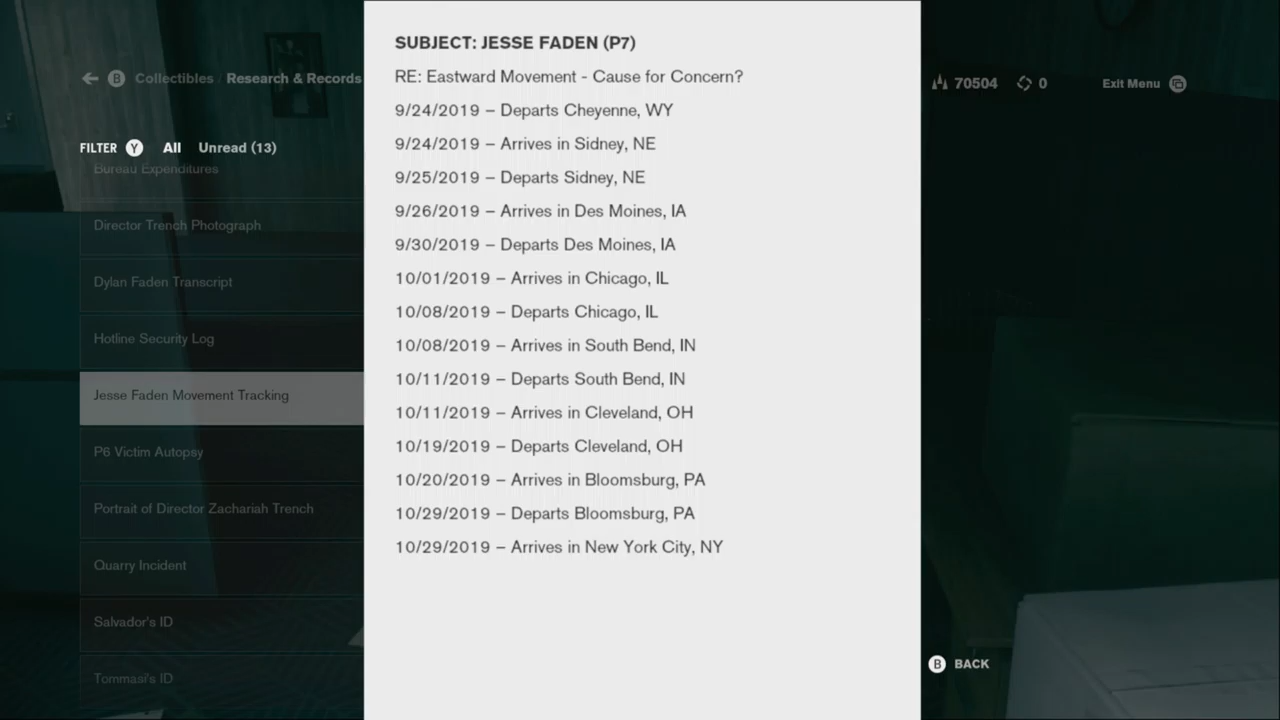 B Collectibles / Research & Records
70504 0
Exit Menu
FILTER Y All Unread (13)
Bureau Expenditures
Director Trench Photograph
Dylan Faden Transcript
Hotline Security Log
Jesse Faden Movement Tracking
P6 Victim Autopsy
Portrait of Director Zachariah Trench
Quarry Incident
Salvador's ID
Tommasi's ID
SUBJECT: JESSE FADEN (P7)
RE: Eastward Movement - Cause for Concern?
9/24/2019 – Departs Cheyenne, WY
9/24/2019 – Arrives in Sidney, NE
9/25/2019 – Departs Sidney, NE
9/26/2019 – Arrives in Des Moines, IA
9/30/2019 – Departs Des Moines, IA
10/01/2019 – Arrives in Chicago, IL
10/08/2019 – Departs Chicago, IL
10/08/2019 – Arrives in South Bend, IN
10/11/2019 – Departs South Bend, IN
10/11/2019 – Arrives in Cleveland, OH
10/19/2019 – Departs Cleveland, OH
10/20/2019 – Arrives in Bloomsburg, PA
10/29/2019 – Departs Bloomsburg, PA
10/29/2019 – Arrives in New York City, NY
B BACK